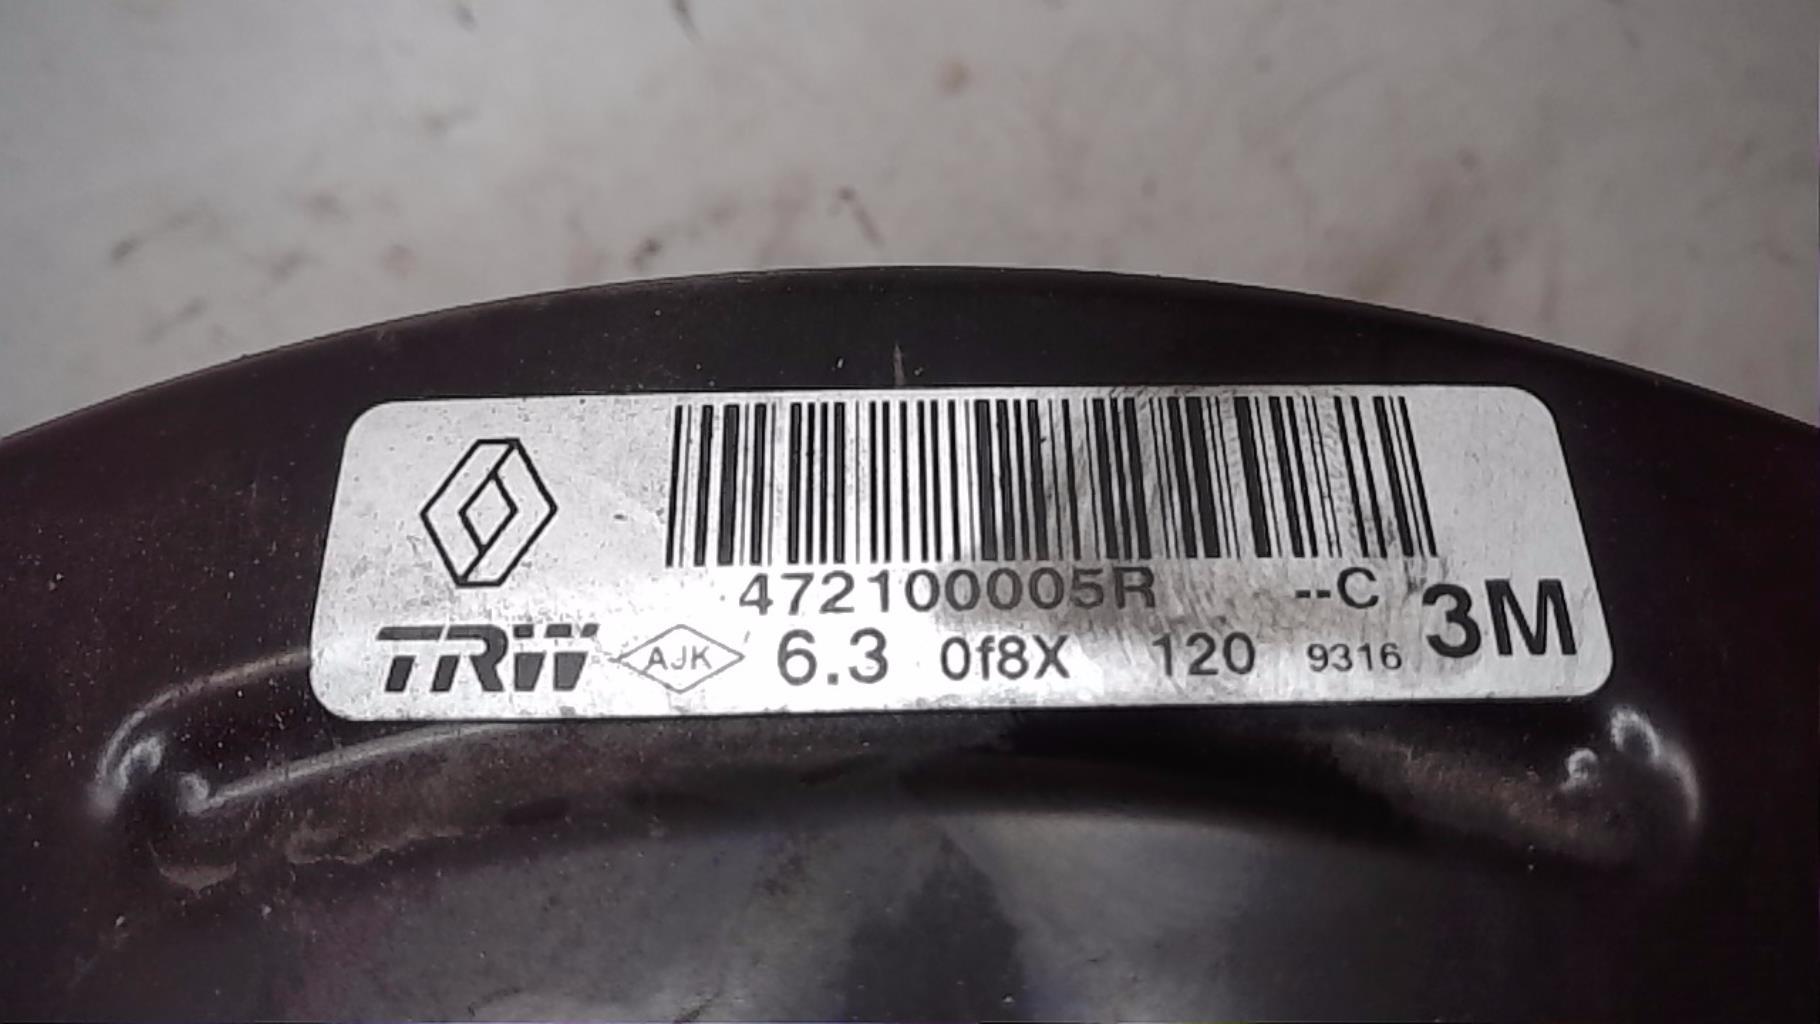 472100005R --C
TRW AJK 6.3 0f8X 120 9316 3M